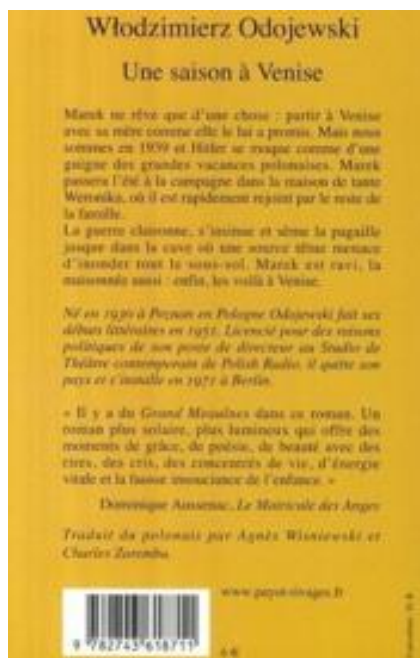 Włodzimierz Odojewski
Une saison à Venise
Marek ne rêve que d'une chose : partir à Venise
avec sa mère comme elle le lui a promis. Mais nous
sommes en 1939 et Hitler se moque comme d'une
guigne des grandes vacances polonaises. Marek
passera l'été à la campagne dans la maison de tante
Weronika, où il est rapidement rejoint par le reste de
la famille.
La guerre claironne, s'insinue et sème la pagaille
jusque dans la cave où une source têtue menace
d'inonder tout le sous-sol. Marek est ravi, la
maisonnée aussi : enfin, les voilà à Venise.
Né en 1930 à Poznan en Pologne Odojewski fait ses
débuts littéraires en 1951. Licencié pour des raisons
politiques de son poste de directeur au Studio de
Théâtre contemporain de Polish Radio, il quitte son
pays et s'installe en 1971 à Berlin.
« Il y a du Grand Meaulnes dans ce roman. Un
roman plus solaire, plus lumineux qui offre des
moments de grâce, de poésie, de beauté avec des
rires, des cris, des concentrés de vie, d'énergie
vitale et la fausse insouciance de l'enfance. »
Dominique Aussenac, Le Matricule des Anges
Traduit du polonais par Agnès Wisniewski et
Charles Zaremba.
www.payot-rivages.fr
9 782743 618711
6 €